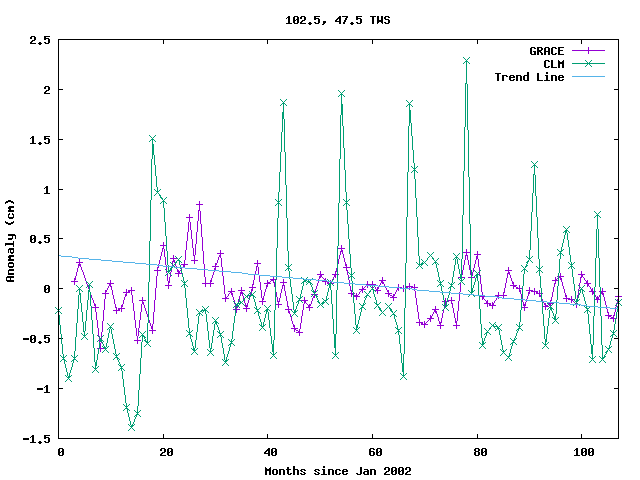 102.5, 47.5 TWS
GRACE
CLM
Trend Line
2.5
2
1.5
1
0.5
0
-0.5
-1
-1.5
Anomaly (cm)
0 20 40 60 80 100
Months since Jan 2002